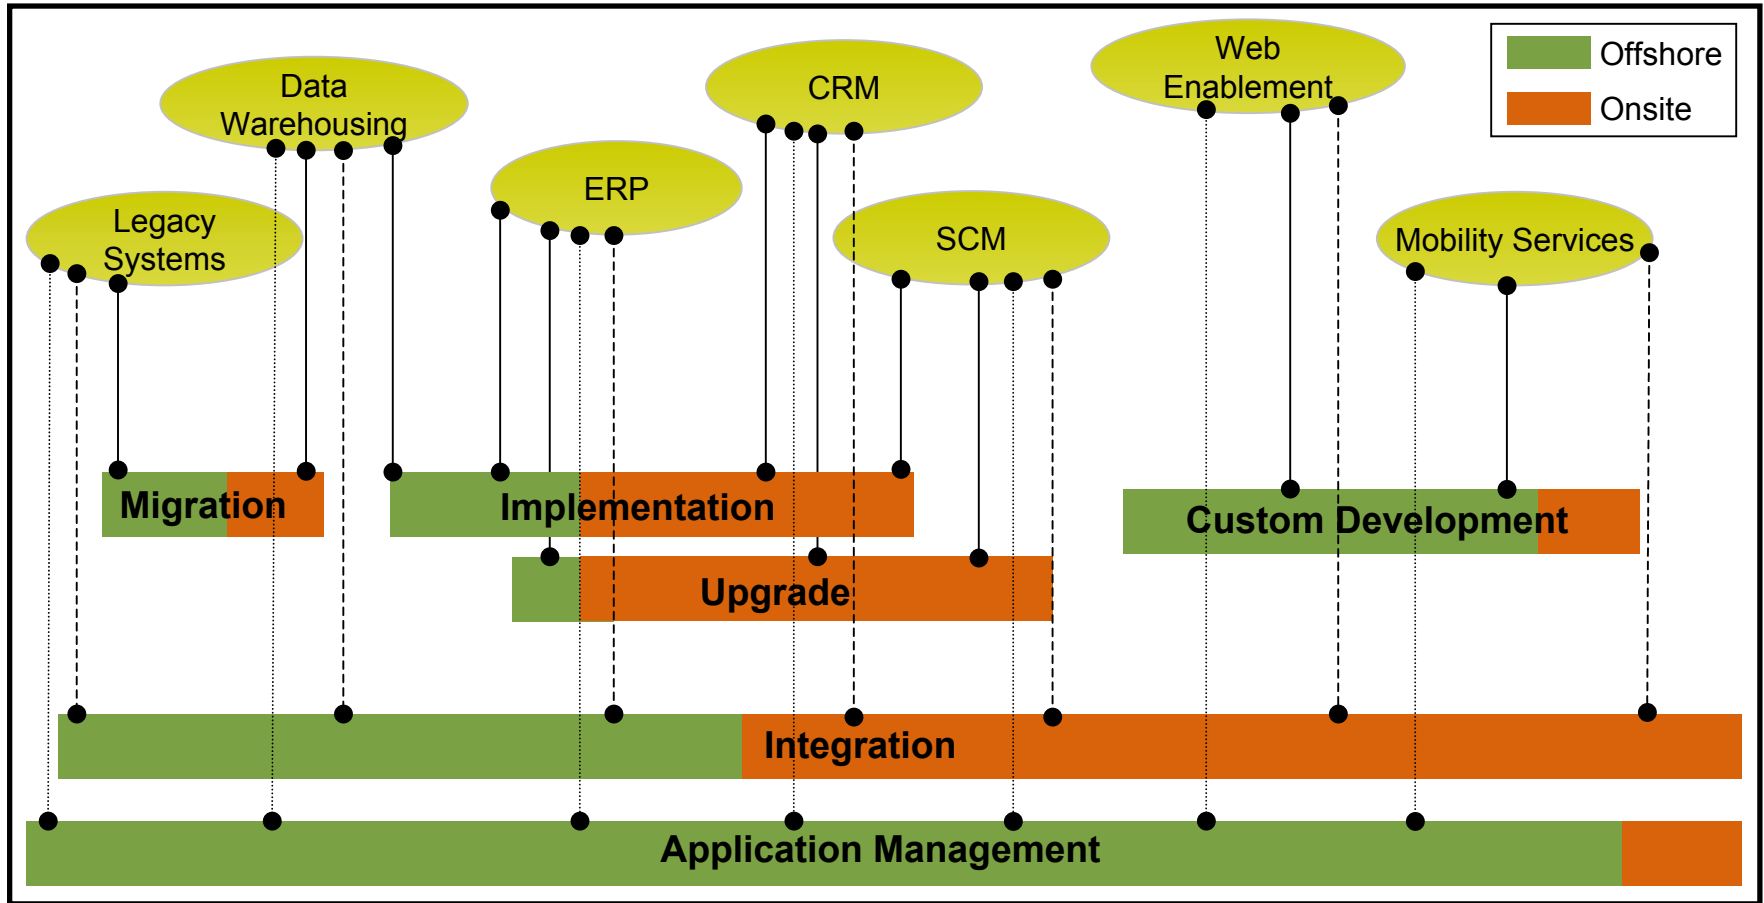 Web
Enablement
Offshore
Onsite
Data
Warehousing
CRM
ERP
Legacy
Systems
SCM
Mobility Services
Migration
Implementation
Custom Development
Upgrade
Integration
Application Management